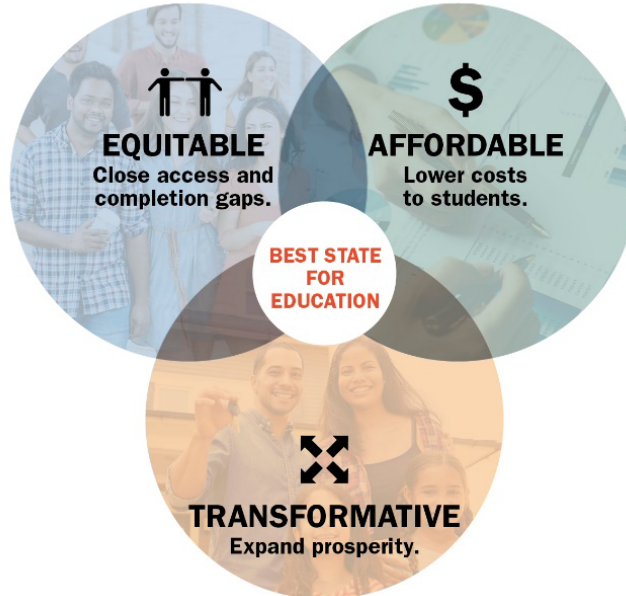 EQUITABLE
Close access and
completion gaps.
$
AFFORDABLE
Lower costs
to students.
BEST STATE
FOR
EDUCATION
TRANSFORMATIVE
Expand prosperity.